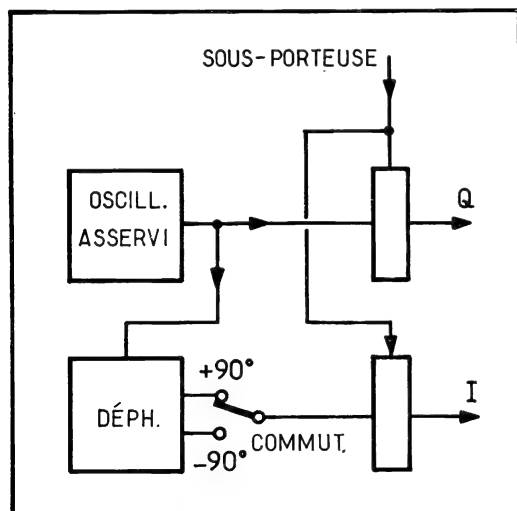 SOUS-PORTEUSE
OSCILL.
ASSERVI
Q
+90°
DÉPH.
COMMUT.
-90°
I